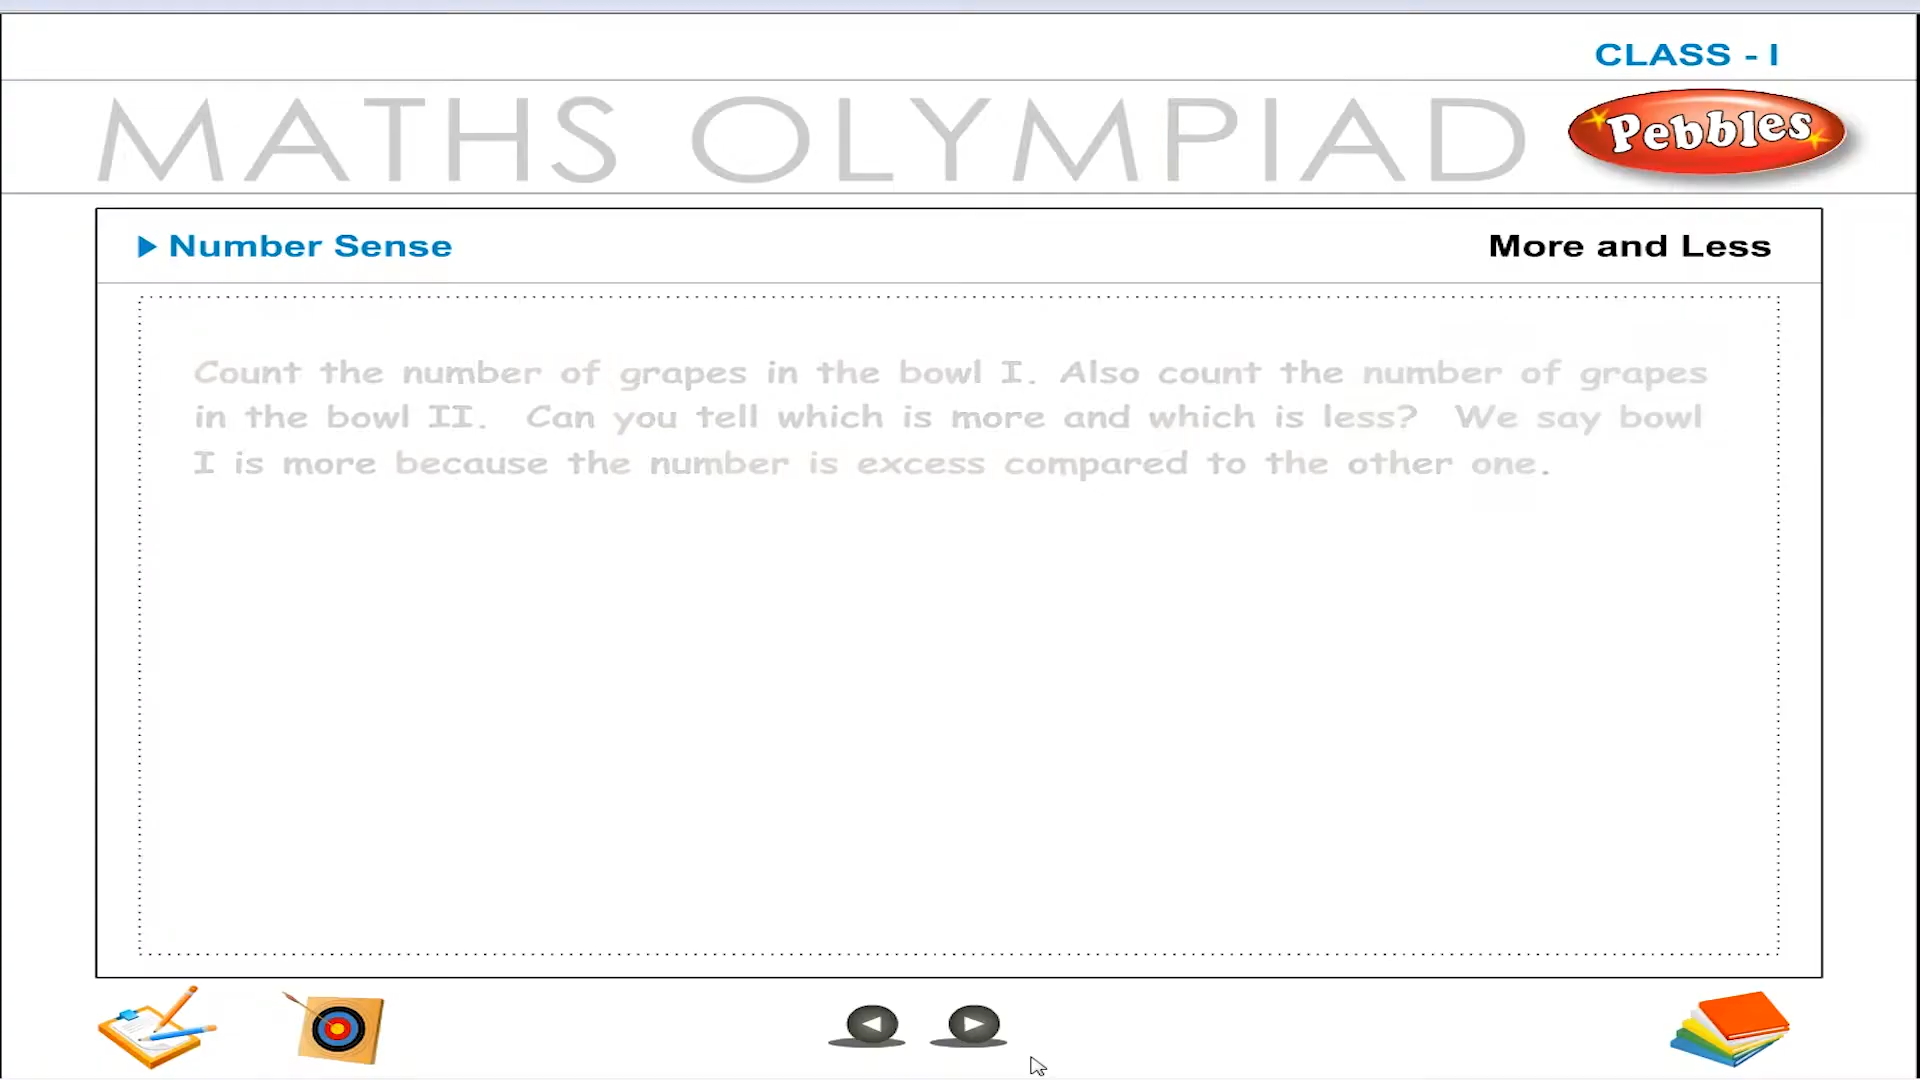 CLASS - I
MATHS OLYMPIAD
Pebbles
Number Sense
More and Less
Count the number of grapes in the bowl I. Also count the number of grapes
in the bowl II. Can you tell which is more and which is less? We say bowl
I is more because the number is excess compared to the other one.